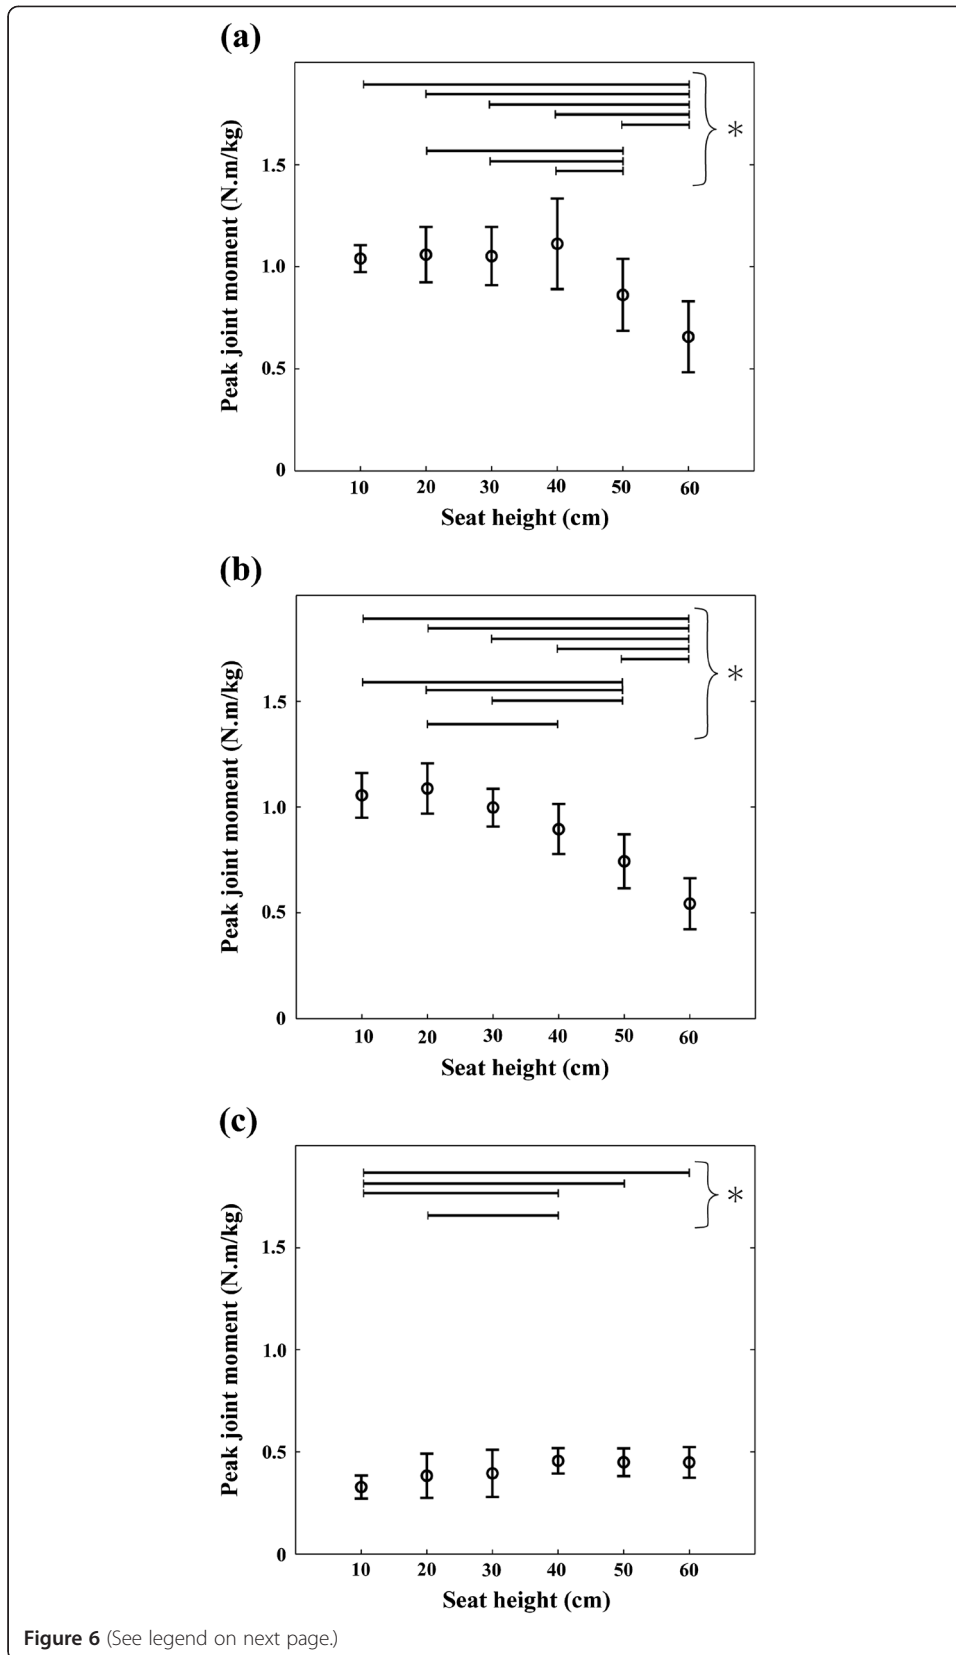 (a)
Peak joint moment (N.m/kg)
1.5
1.0
0.5
0
*
10 20 30 40 50 60
Seat height (cm)
(b)
Peak joint moment (N.m/kg)
1.5
1.0
0.5
0
*
10 20 30 40 50 60
Seat height (cm)
(c)
Peak joint moment (N.m/kg)
1.5
1.0
0.5
0
*
10 20 30 40 50 60
Seat height (cm)
Figure 6 (See legend on next page.)